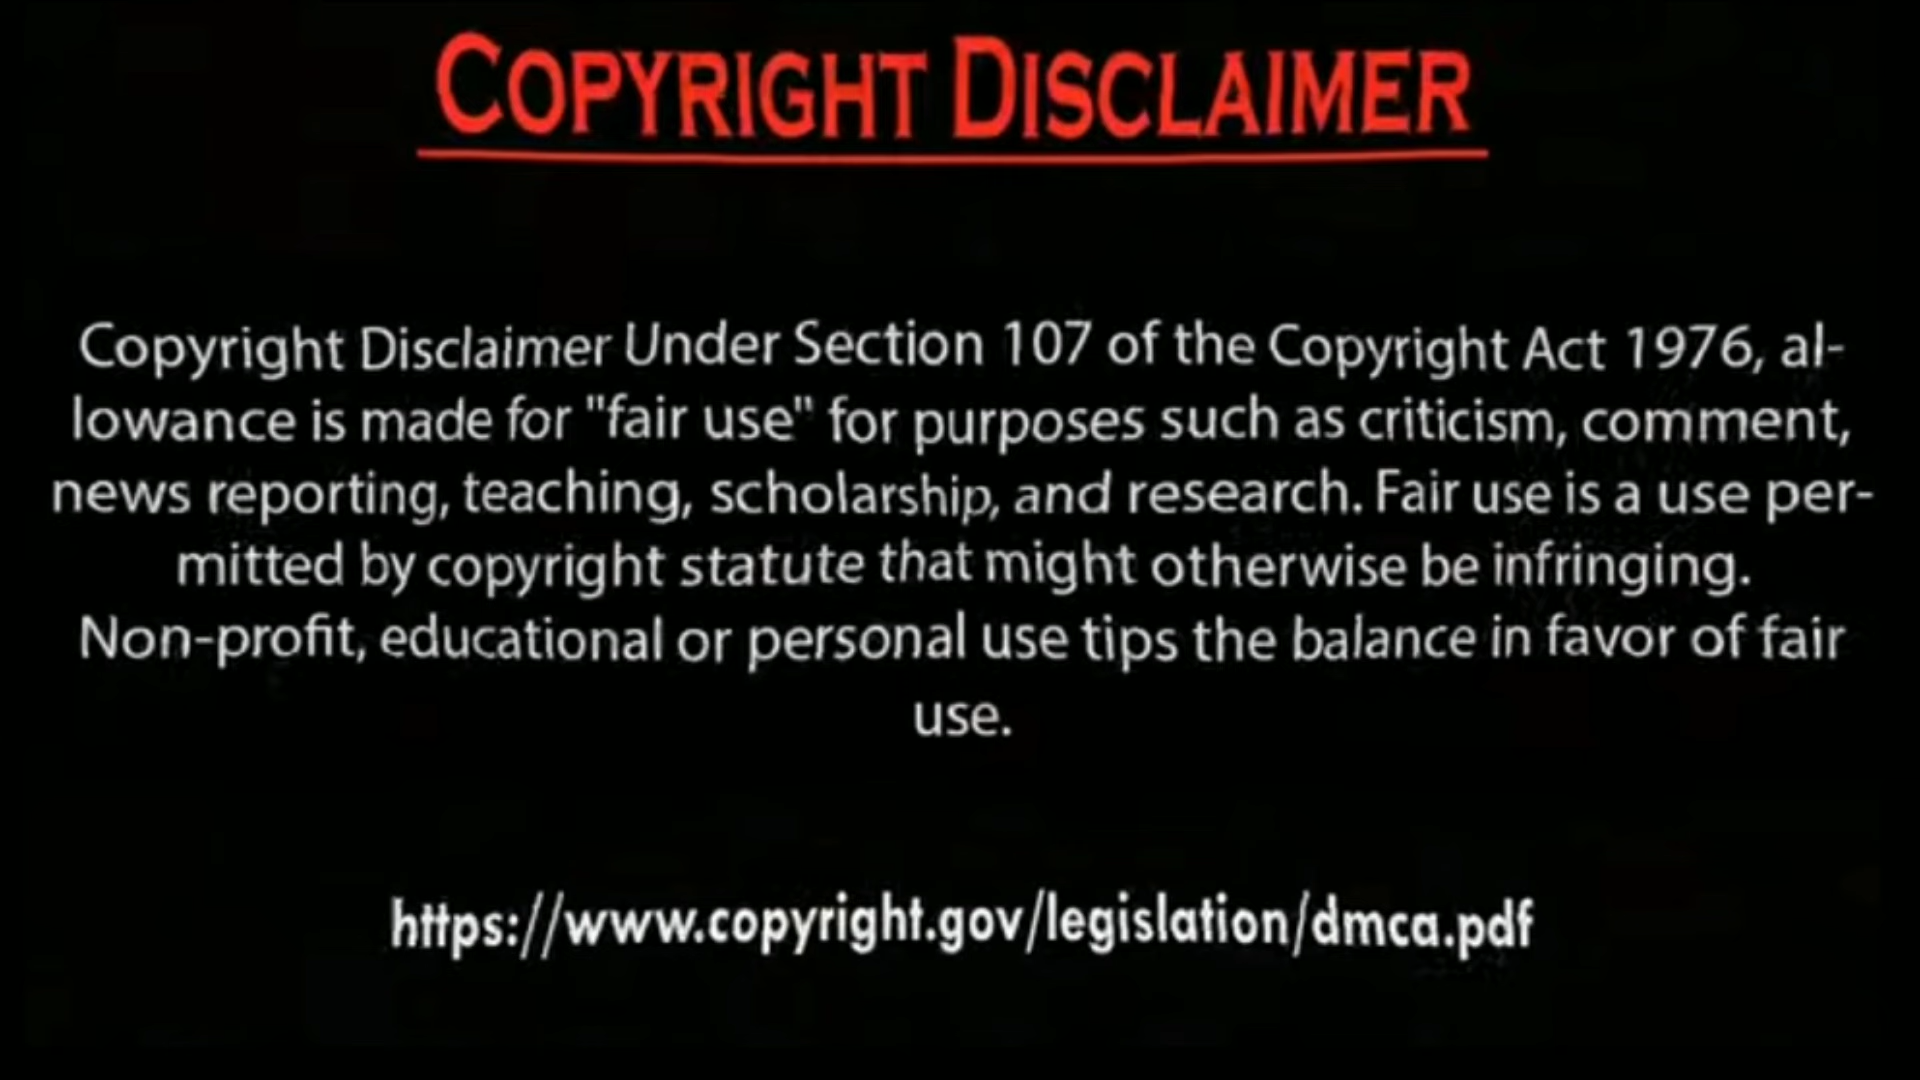 COPYRIGHT DISCLAIMER
Copyright Disclaimer Under Section 107 of the Copyright Act 1976, al-
lowance is made for "fair use" for purposes such as criticism, comment,
news reporting, teaching, scholarship, and research. Fair use is a use per-
mitted by copyright statute that might otherwise be infringing.
Non-profit, educational or personal use tips the balance in favor of fair
use.
https://www.copyright.gov/legislation/dmca.pdf